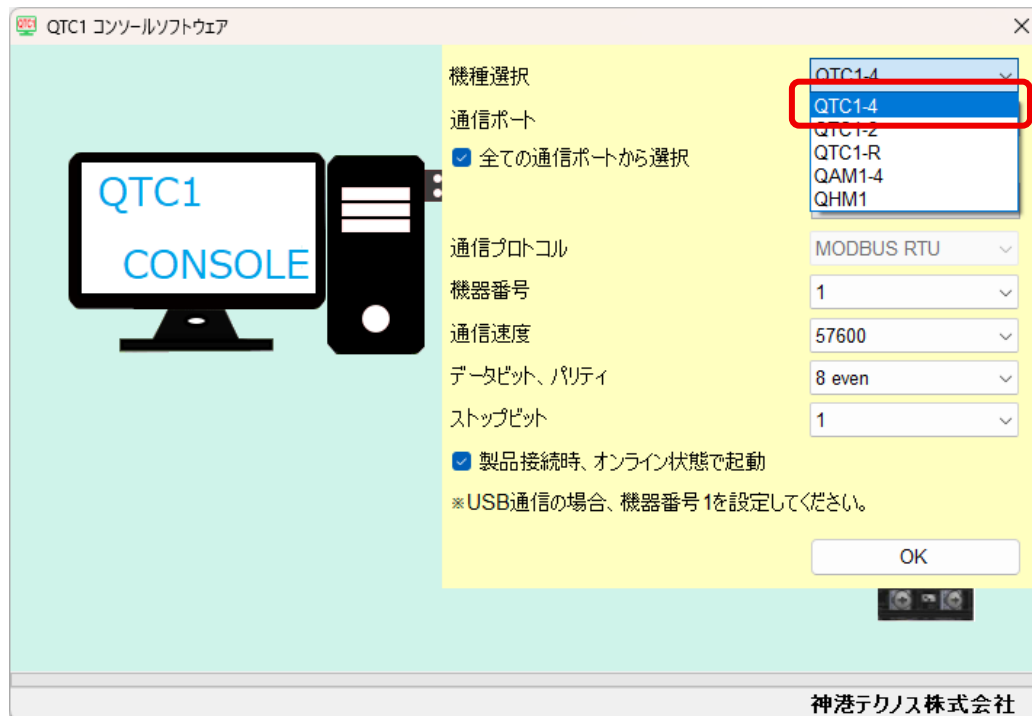 QTC1 コンソールソフトウェア
QTC1
CONSOLE
機種選択
QTC1-4
QTC1-4
QTC1-2
QTC1-R
QAM1-4
QHM1
通信ポート
全ての通信ポートから選択
通信プロトコル
MODBUS RTU
機器番号
1
通信速度
57600
データビット、パリティ
8 even
ストップビット
1
製品接続時、オンライン状態で起動
※USB通信の場合、機器番号1を設定してください。
OK
神港テクノス株式会社